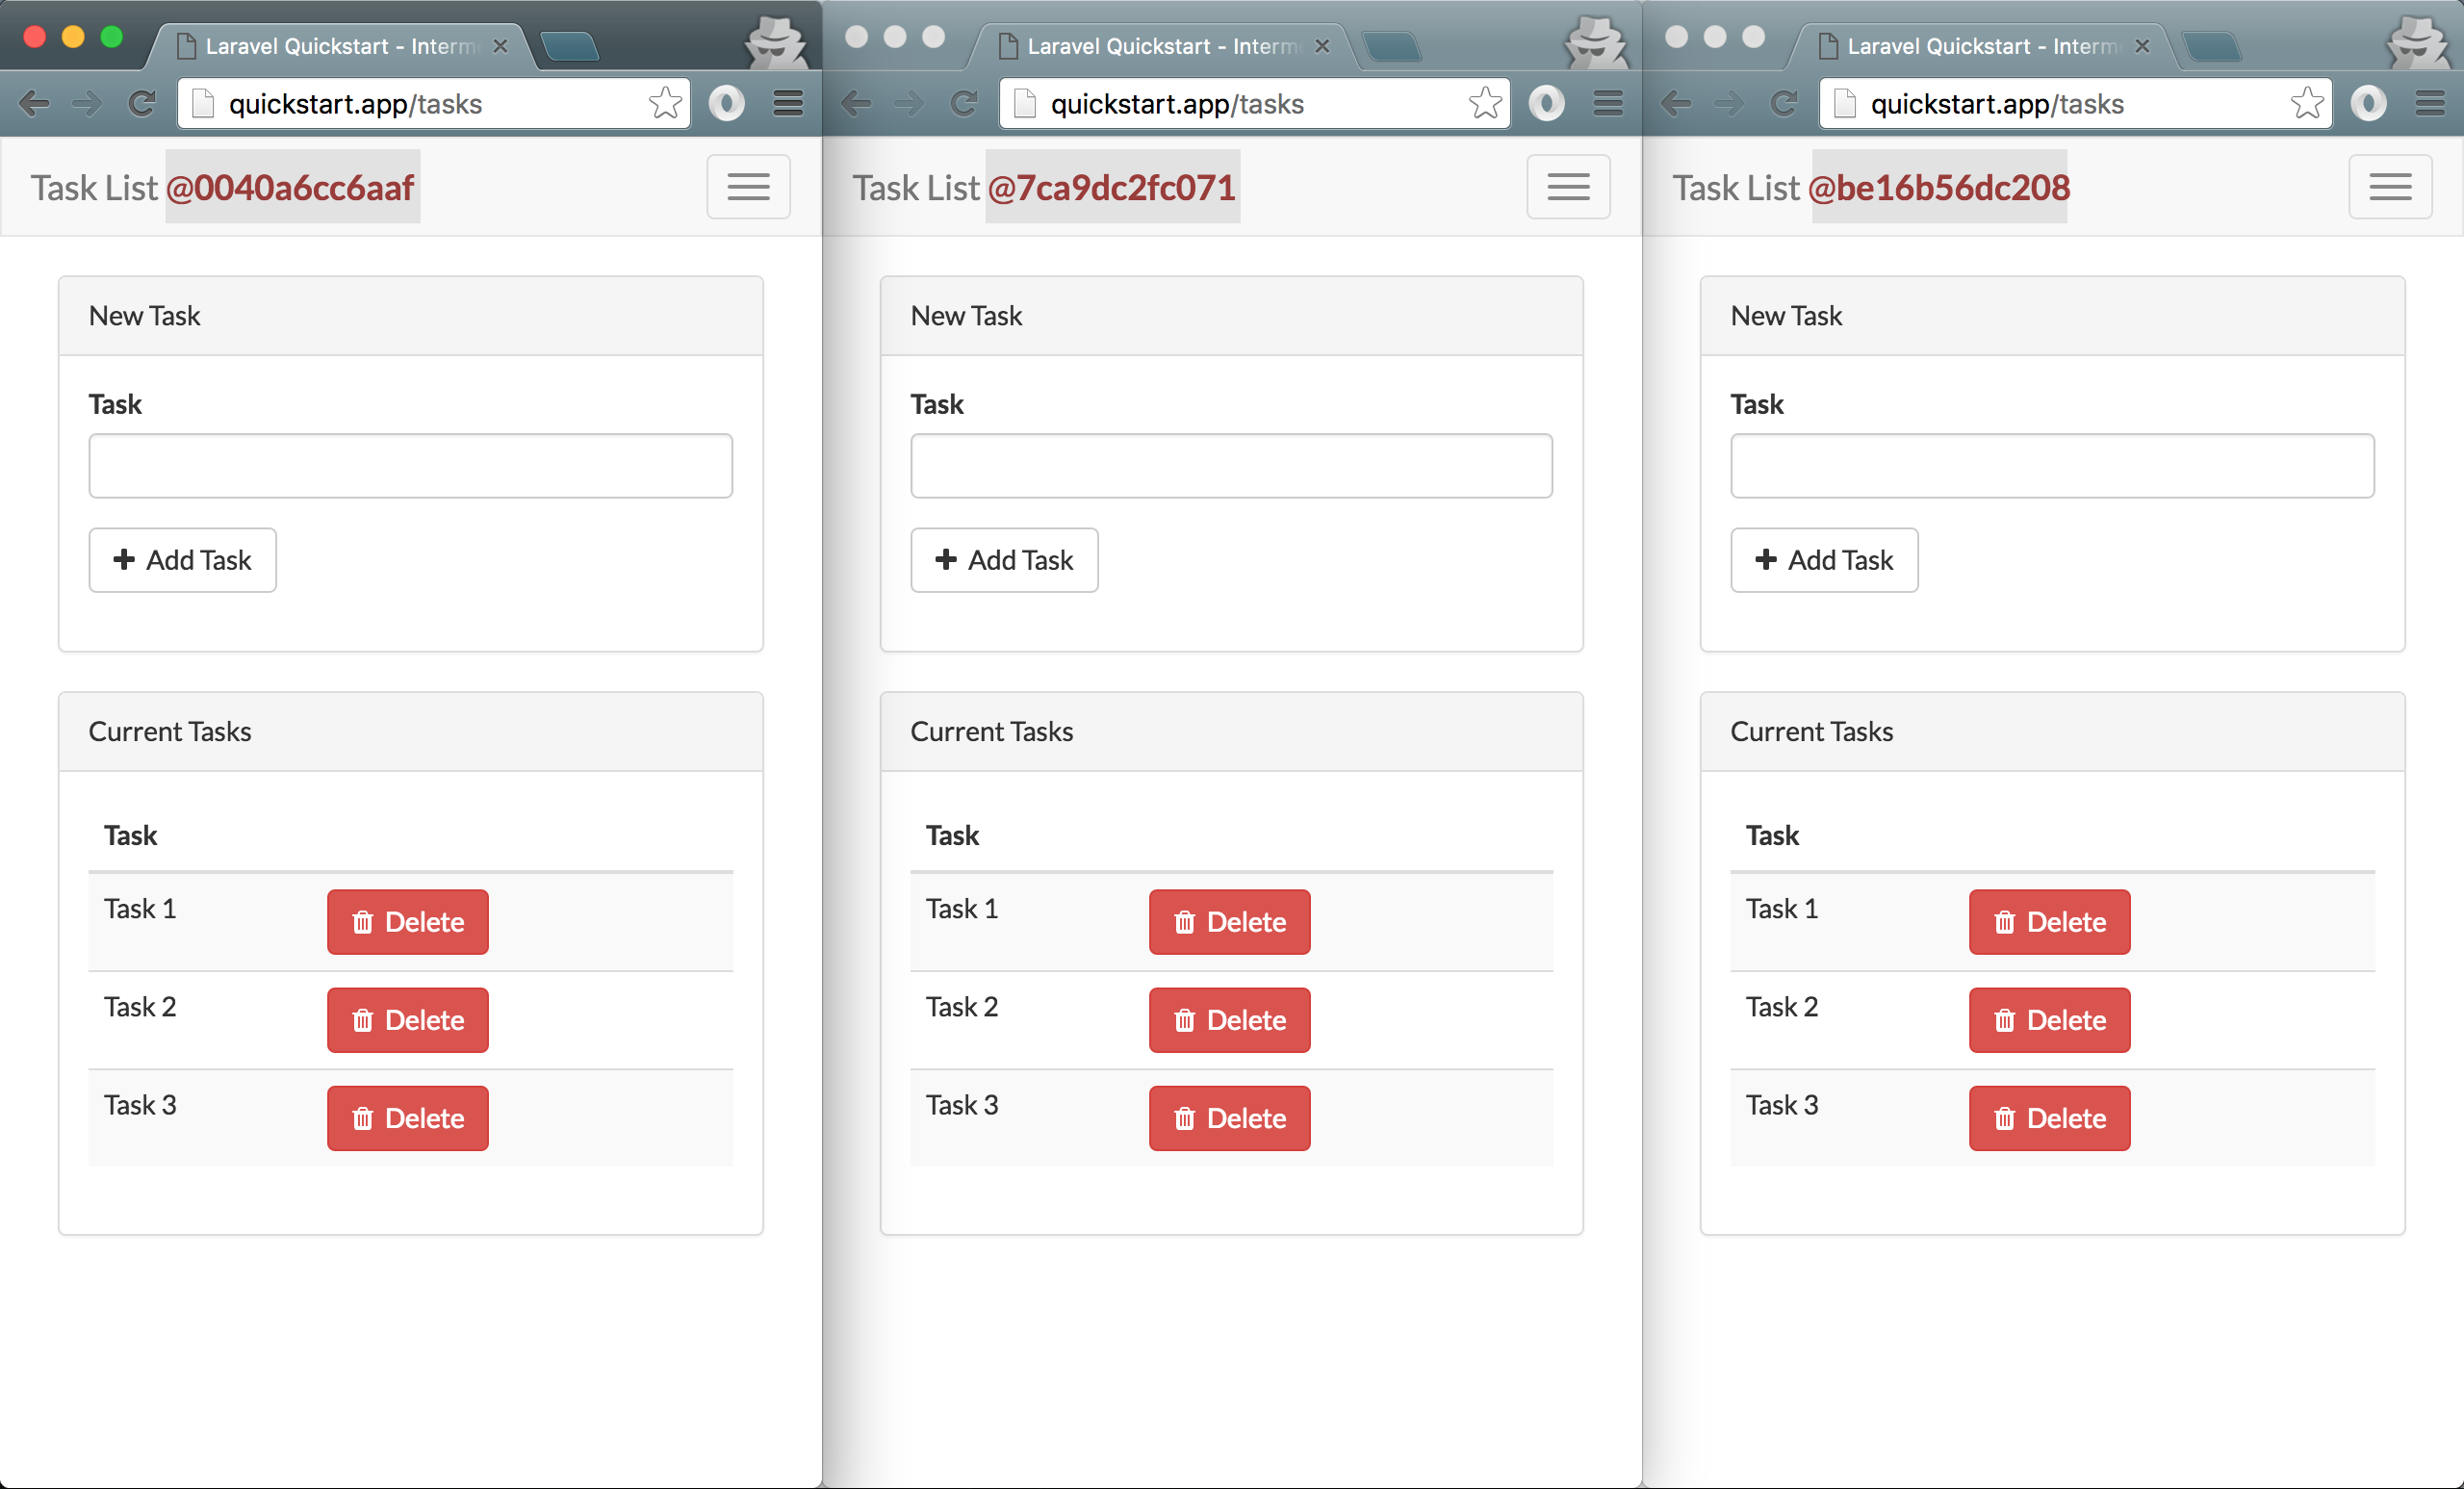 Laravel Quickstart - Interm
quickstart.app/tasks
Task List @0040a6cc6aaf
New Task
Task
Add Task
Current Tasks
Task
Task 1 Delete
Task 2 Delete
Task 3 Delete
Laravel Quickstart - Interm
quickstart.app/tasks
Task List @7ca9dc2fc071
New Task
Task
Add Task
Current Tasks
Task
Task 1 Delete
Task 2 Delete
Task 3 Delete
Laravel Quickstart - Interm
quickstart.app/tasks
Task List @be16b56dc208
New Task
Task
Add Task
Current Tasks
Task
Task 1 Delete
Task 2 Delete
Task 3 Delete